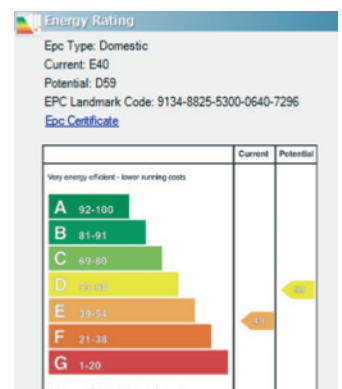 Energy Rating
Epc Type: Domestic
Current: E40
Potential: D59
EPC Landmark Code: 9134-8825-5300-0640-7296
Epc Certificate
Current Potential
Very energy efficient - lower running costs
A 92-100
B 81-91
C 69-80
D
E 39-54
F 21-38
G 1-20